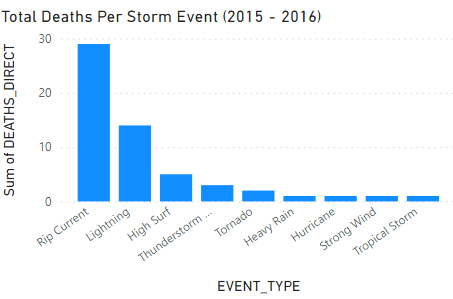 Total Deaths Per Storm Event (2015 - 2016)
Sum of DEATHS_DIRECT
30
20
10
0
Rip Current
Lightning
High Surf
Thunderstorm ...
Tornado
Heavy Rain
Hurricane
Strong Wind
Tropical Storm
EVENT_TYPE